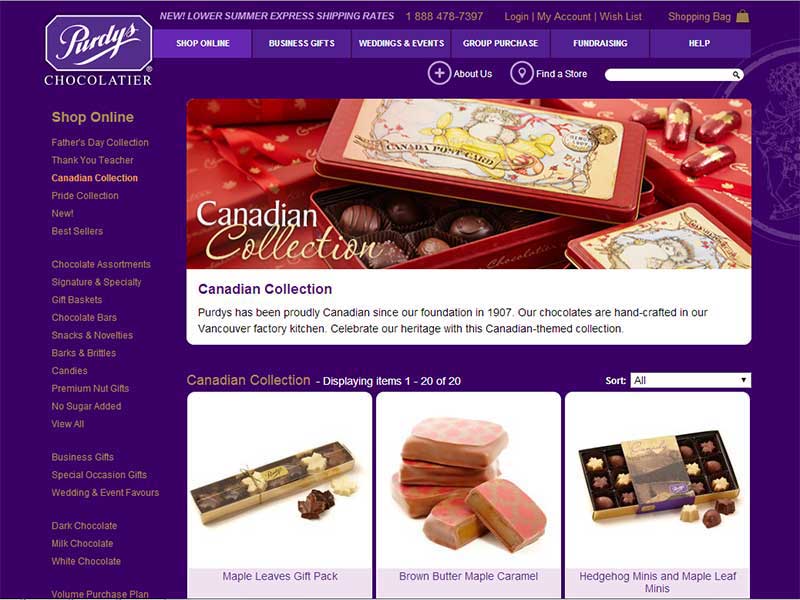 NEW! LOWER SUMMER EXPRESS SHIPPING RATES 1 888 478-7397 Login | My Account | Wish List Shopping Bag
Purdys
CHOCOLATIER
SHOP ONLINE BUSINESS GIFTS WEDDINGS & EVENTS GROUP PURCHASE FUNDRAISING HELP
About Us Find a Store
Shop Online
Father's Day Collection
Thank You Teacher
Canadian Collection
Pride Collection
New!
Best Sellers
Chocolate Assortments
Signature & Specialty
Gift Baskets
Chocolate Bars
Snacks & Novelties
Barks & Brittles
Candies
Premium Nut Gifts
No Sugar Added
View All
Business Gifts
Special Occasion Gifts
Wedding & Event Favours
Dark Chocolate
Milk Chocolate
White Chocolate
Volume Purchase Plan
CANADA POST CARD
Canadian
Collection
Canadian Collection
Purdys has been proudly Canadian since our foundation in 1907. Our chocolates are hand-crafted in our
Vancouver factory kitchen. Celebrate our heritage with this Canadian-themed collection.
Canadian Collection - Displaying items 1 - 20 of 20
Sort: All
Purdys
Canada
Maple Leaves Gift Pack
Brown Butter Maple Caramel
Hedgehog Minis and Maple Leaf
Minis